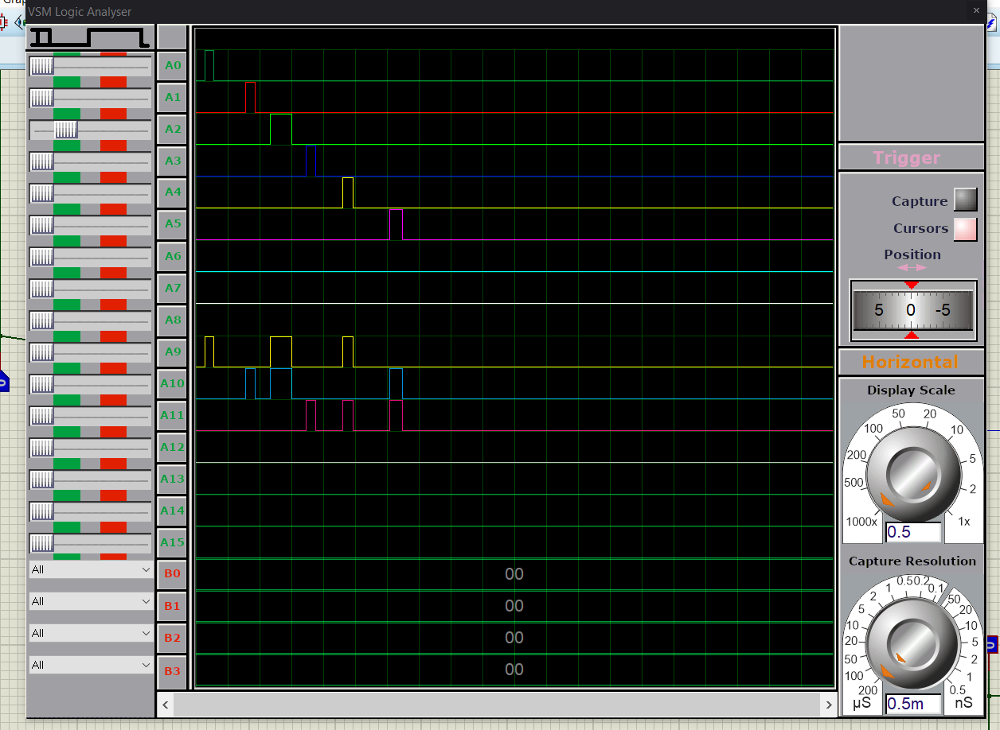 VSM Logic Analyser
×
A0
A1
A2
A3
A4
A5
A6
A7
A8
A9
A10
A11
A12
A13
A14
A15
All B0 00
All B1 00
All B2 00
All B3 00
Trigger
Capture
Cursors
Position
5 0 -5
Horizontal
Display Scale
50 20
100 10
200 5
500 2
1000x 1x
0.5
Capture Resolution
0.5 0.2
1 0.1
2 50
5 20
10 10
20 5
50 2
100 1
200 0.5
µS 0.5m nS